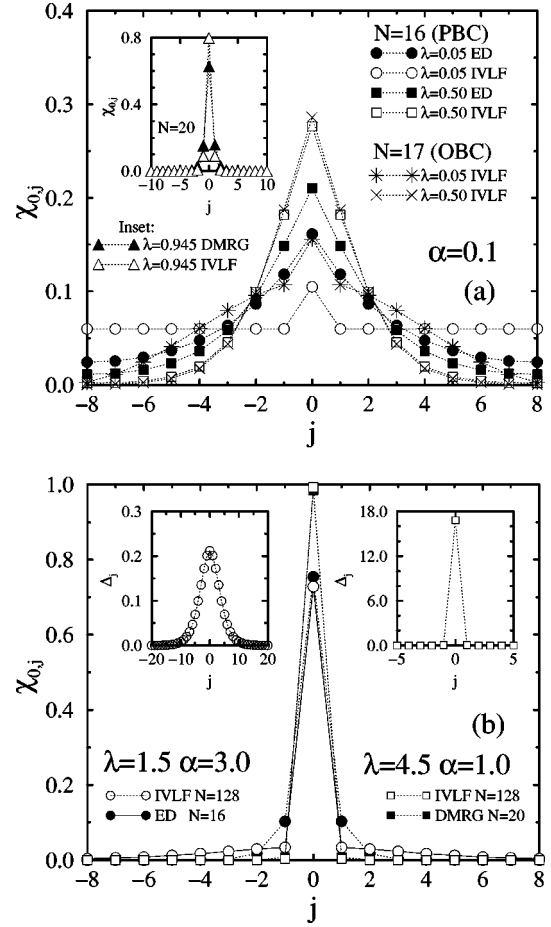 0.4
0.3
0.2
0.1
0.0
χ0,j
−8 −6 −4 −2 0 2 4 6 8
j
0.8
0.4
0.0
χ0,j
N=20
−10 −5 0 5 10
j
Inset:
λ=0.945 DMRG
λ=0.945 IVLF
N=16 (PBC)
λ=0.05 ED
λ=0.05 IVLF
λ=0.50 ED
λ=0.50 IVLF
N=17 (OBC)
λ=0.05 IVLF
λ=0.50 IVLF
α=0.1
(a)
1.0
0.8
0.6
0.4
0.2
0.0
χ0,j
−8 −6 −4 −2 0 2 4 6 8
j
0.3
0.2
0.1
0.0
Δj
−20 −10 0 10 20
j
18.0
12.0
6.0
0.0
Δj
−5 0 5
j
(b)
λ=1.5 α=3.0
IVLF N=128
ED N=16
λ=4.5 α=1.0
IVLF N=128
DMRG N=20